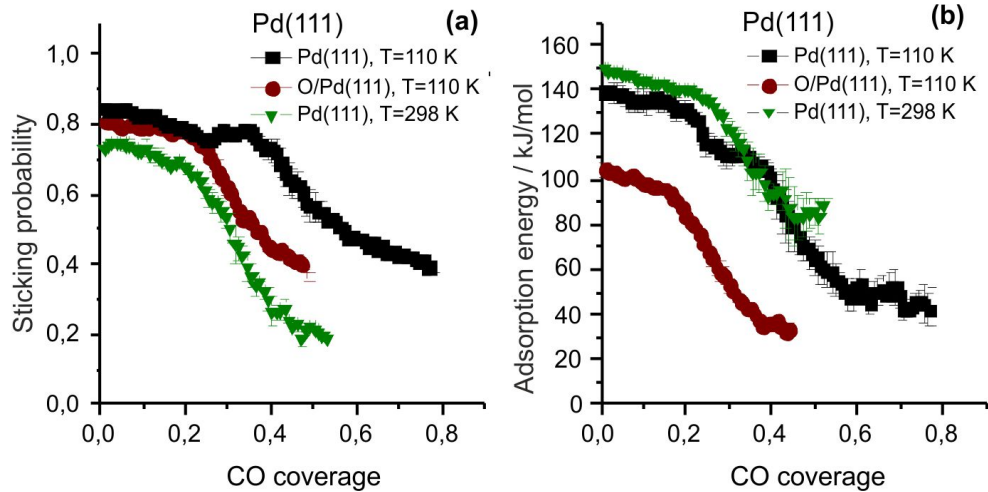 Pd(111)
(a)
Pd(111), T=110 K
O/Pd(111), T=110 K
Pd(111), T=298 K
Sticking probability
1,0
0,8
0,6
0,4
0,2
0,0
0,0 0,2 0,4 0,6 0,8
CO coverage
Pd(111)
(b)
Pd(111), T=110 K
O/Pd(111), T=110 K
Pd(111), T=298 K
Adsorption energy / kJ/mol
160
140
120
100
80
60
40
20
0
0,0 0,2 0,4 0,6 0,8
CO coverage